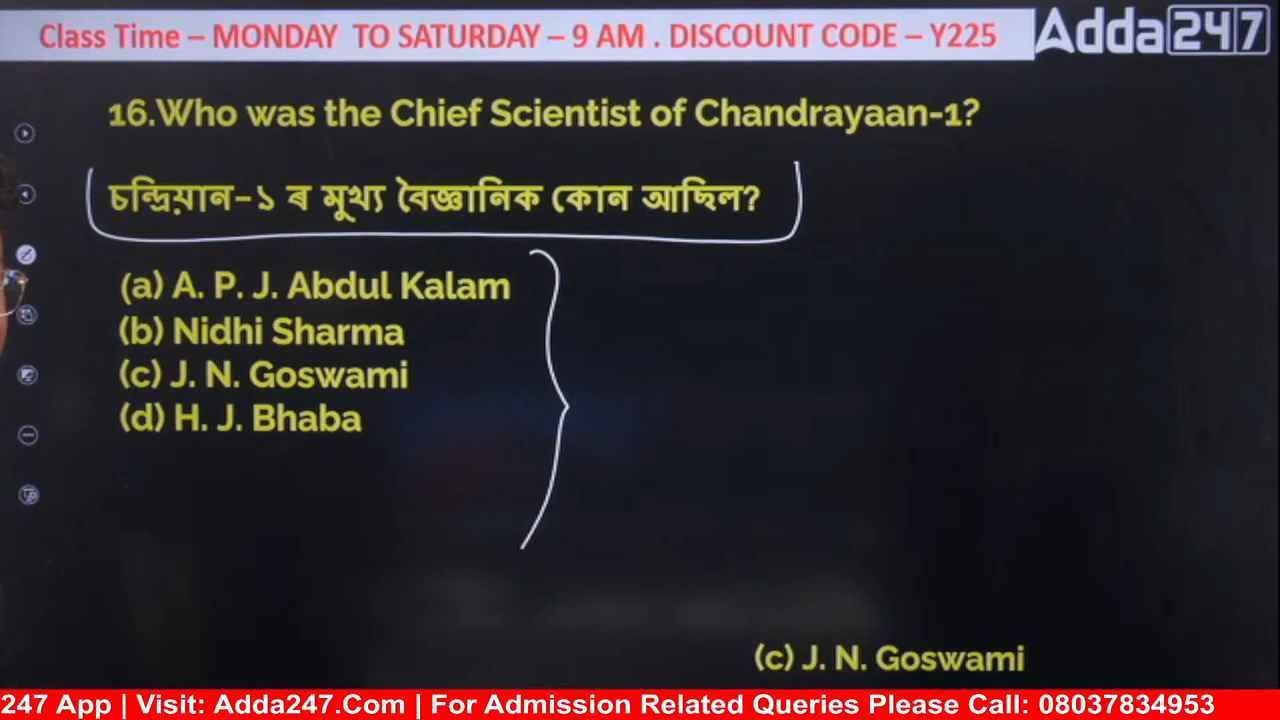 Class Time – MONDAY TO SATURDAY – 9 AM . DISCOUNT CODE – Y225
Adda247
16.Who was the Chief Scientist of Chandrayaan-1?
চন্দ্ৰিয়ান-১ ৰ মুখ্য বৈজ্ঞানিক কোন আছিল?
(a) A. P. J. Abdul Kalam
(b) Nidhi Sharma
(c) J. N. Goswami
(d) H. J. Bhaba
(c) J. N. Goswami
247 App | Visit: Adda247.Com | For Admission Related Queries Please Call: 08037834953